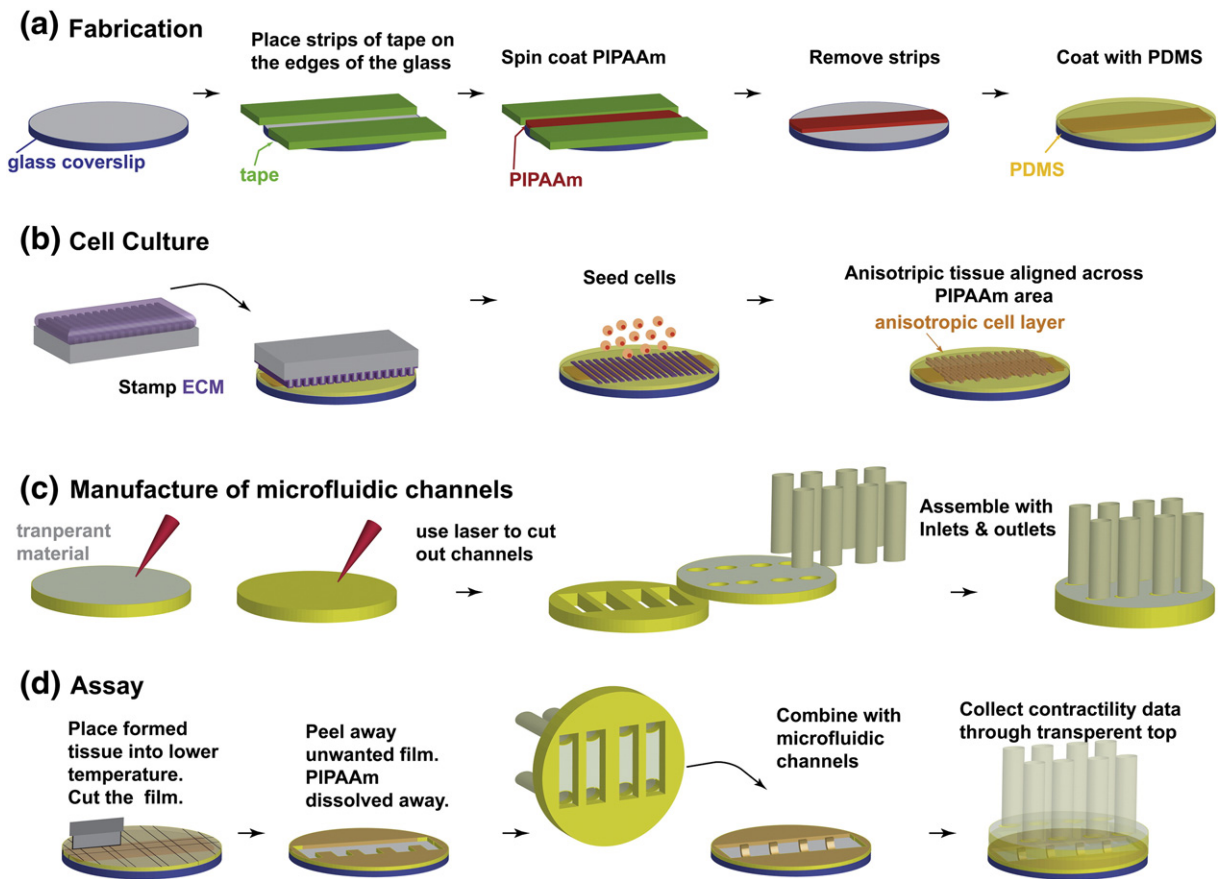 (a) Fabrication
Place strips of tape on
the edges of the glass
Spin coat PIPAAm
Remove strips
Coat with PDMS
glass coverslip
tape
PIPAAm
PDMS
(b) Cell Culture
Seed cells
Anisotripic tissue aligned across
PIPAAm area
anisotropic cell layer
Stamp ECM
(c) Manufacture of microfluidic channels
tranperant
material
use laser to cut
out channels
Assemble with
Inlets & outlets
(d) Assay
Place formed
tissue into lower
temperature.
Cut the film.
Peel away
unwanted film.
PIPAAm
dissolved away.
Combine with
microfluidic
channels
Collect contractility data
through transperent top